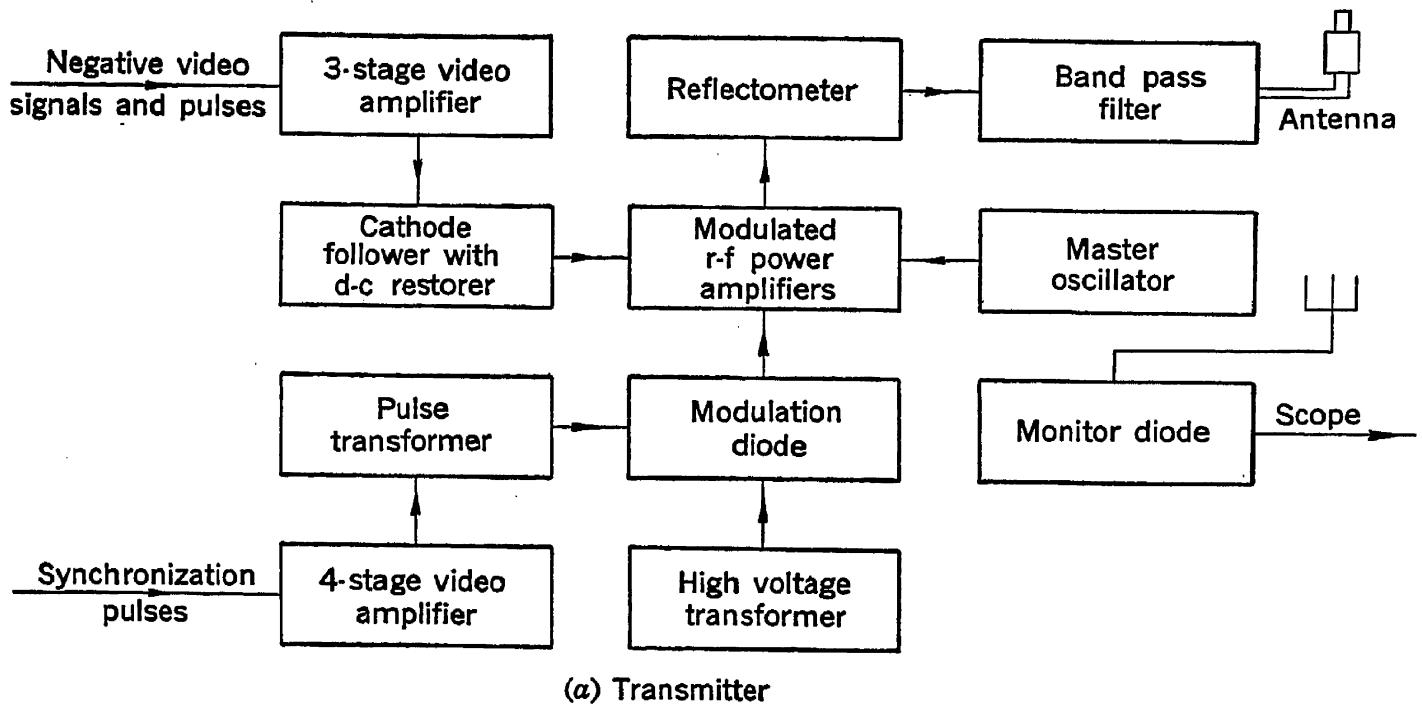 Negative video
signals and pulses
3-stage video
amplifier
Reflectometer
Band pass
filter
Antenna
Cathode
follower with
d-c restorer
Modulated
r-f power
amplifiers
Master
oscillator
Pulse
transformer
Modulation
diode
Monitor diode
Scope
Synchronization
pulses
4-stage video
amplifier
High voltage
transformer
(a) Transmitter